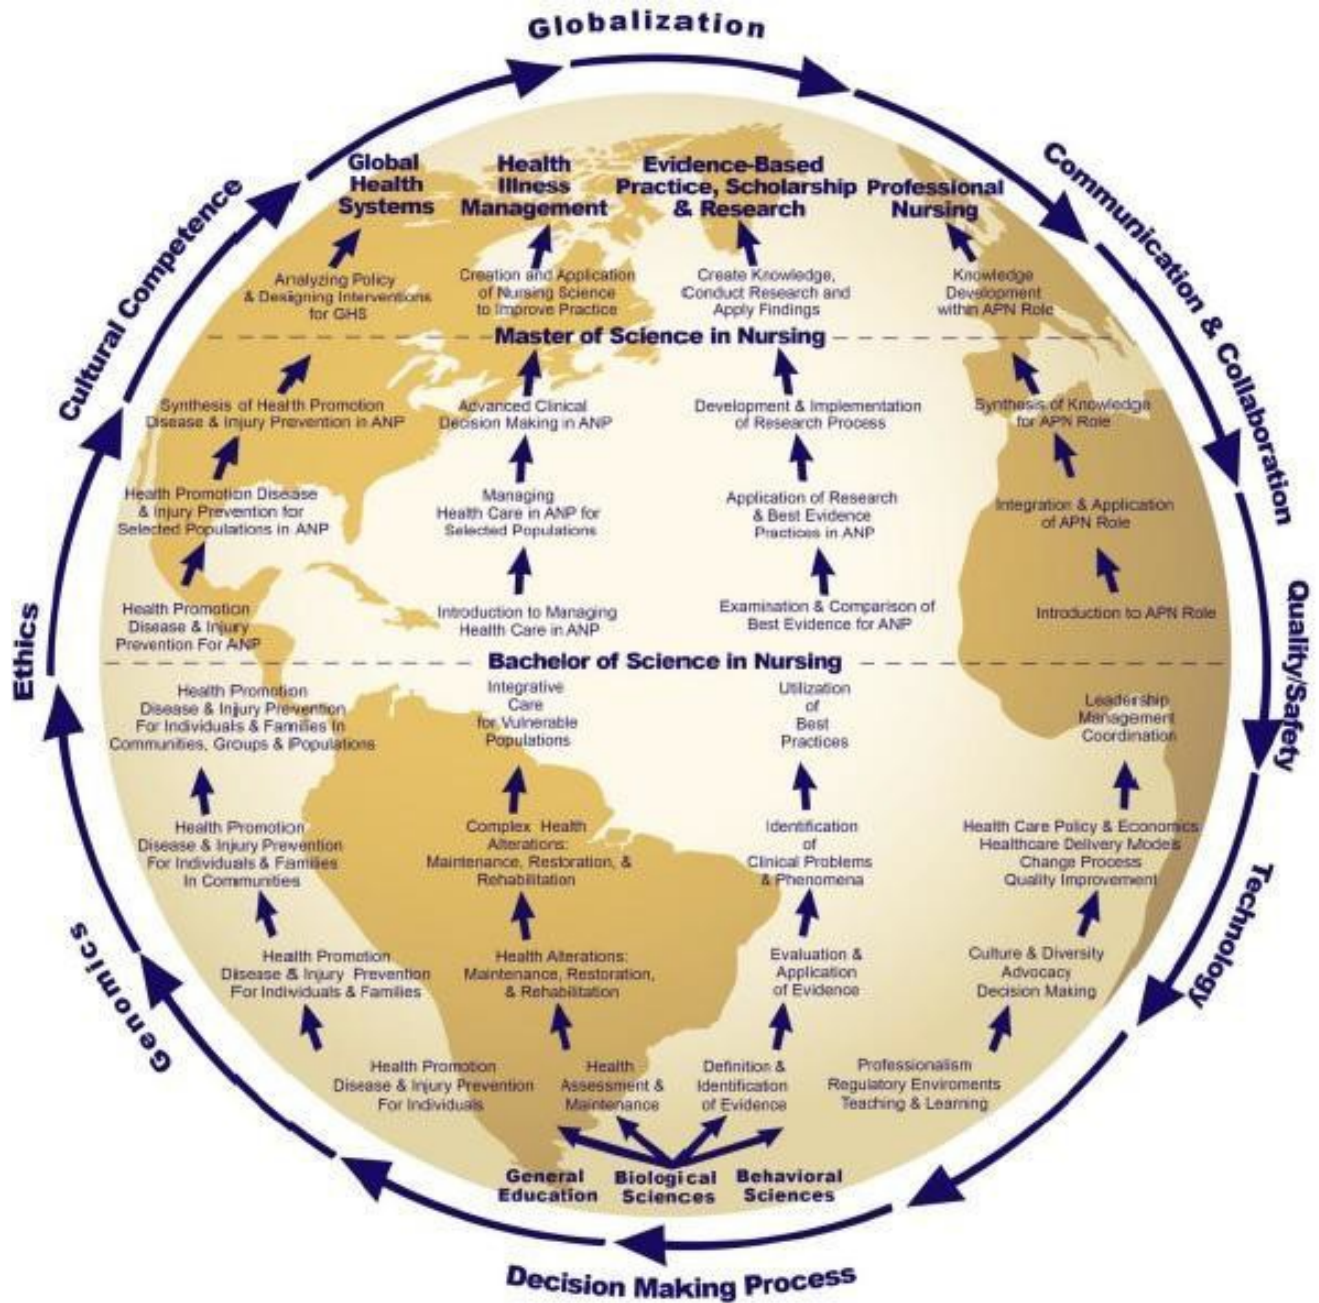 Globalization
Communication & Collaboration
Quality/Safety
Technology
Decision Making Process
Genomics
Ethics
Cultural Competence
Global
Health
Systems
Health
Illness
Management
Evidence-Based
Practice, Scholarship
& Research
Professional
Nursing
Analyzing Policy
& Designing Interventions
for GHS
Creation and Application
of Nursing Science
to Improve Practice
Create Knowledge,
Conduct Research and
Apply Findings
Knowledge
Development
within APN Role
Master of Science in Nursing
Synthesis of Health Promotion
Disease & Injury Prevention in ANP
Advanced Clinical
Decision Making in ANP
Development & Implementation
of Research Process
Synthesis of Knowledge
for APN Role
Health Promotion Disease
& Injury Prevention for
Selected Populations in ANP
Managing
Health Care in ANP for
Selected Populations
Application of Research
& Best Evidence
Practices in ANP
Integration & Application
of APN Role
Health Promotion
Disease & Injury
Prevention For ANP
Introduction to Managing
Health Care in ANP
Examination & Comparison of
Best Evidence for ANP
Introduction to APN Role
Bachelor of Science in Nursing
Health Promotion
Disease & Injury Prevention
For Individuals & Families In
Communities, Groups & Populations
Integrative
Care
for Vulnerable
Populations
Utilization
of
Best
Practices
Leadership
Management
Coordination
Health Promotion
Disease & Injury Prevention
For Individuals & Families
In Communities
Complex Health
Alterations:
Maintenance, Restoration, &
Rehabilitation
Identification
of
Clinical Problems
& Phenomena
Health Care Policy & Economics
Healthcare Delivery Models
Change Process
Quality Improvement
Health Promotion
Disease & Injury Prevention
For Individuals & Families
Health Alterations:
Maintenance, Restoration,
& Rehabilitation
Evaluation &
Application
of Evidence
Culture & Diversity
Advocacy
Decision Making
Health Promotion
Disease & Injury Prevention
For Individuals
Health
Assessment &
Maintenance
Definition &
Identification
of Evidence
Professionalism
Regulatory Enviroments
Teaching & Learning
General
Education
Biological
Sciences
Behavioral
Sciences